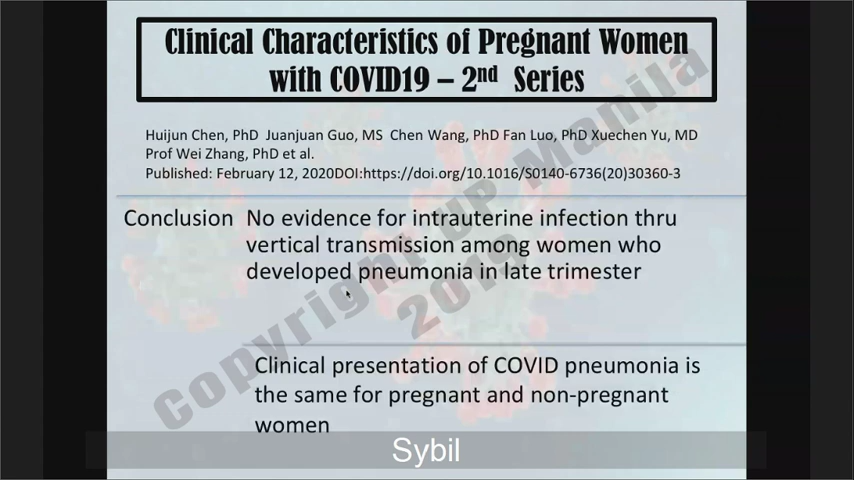 Clinical Characteristics of Pregnant Women
with COVID19 – 2nd Series
Huijun Chen, PhD Juanjuan Guo, MS Chen Wang, PhD Fan Luo, PhD Xuechen Yu, MD
Prof Wei Zhang, PhD et al.
Published: February 12, 2020DOI:https://doi.org/10.1016/S0140-6736(20)30360-3
Conclusion No evidence for intrauterine infection thru
vertical transmission among women who
developed pneumonia in late trimester
Clinical presentation of COVID pneumonia is
the same for pregnant and non-pregnant
women
Copyright UP Manila
2019
Sybil